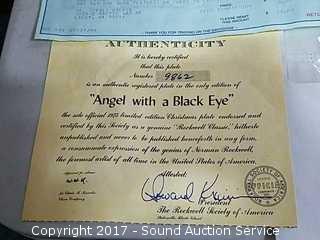 THANK YOU FOR TRADING ON THE
AUTHENTICITY
It is hereby certified
that this plate
Number 9862
is an authentic registered plate in the only edition of
"Angel with a Black Eye"
the sole official 1975 limited edition Christmas plate endorsed and
certified by this Society as a genuine "Rockwell Classic," hitherto
unpublished and never to be published henceforth in any form,
a consummate expression of the genius of Norman Rockwell,
the foremost artist of all time in the United States of America.
Attested:
President
The Rockwell Society of America
Copyright © 2017 - Sound Auction Service